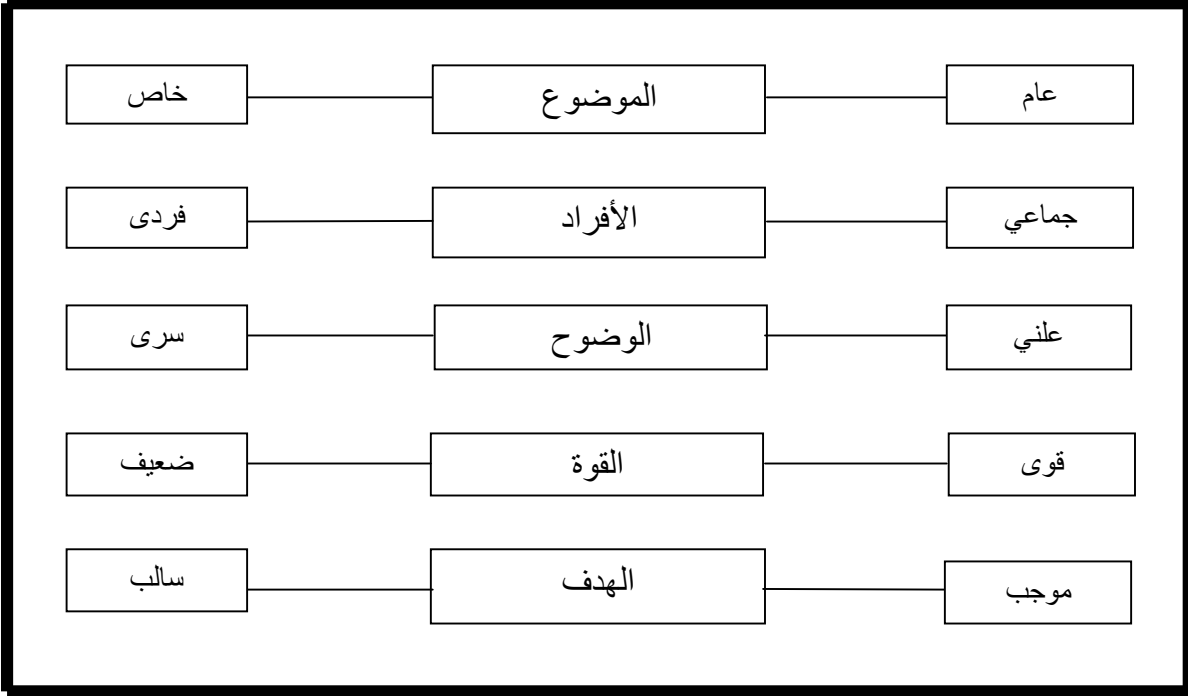 عام
الموضوع
خاص
جماعي
الأفراد
فردى
علني
الوضوح
سرى
قوى
القوة
ضعيف
موجب
الهدف
سالب